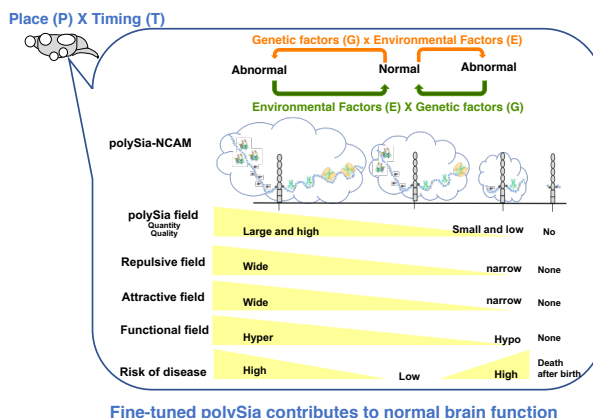 Place (P) X Timing (T)
Genetic factors (G) x Environmental Factors (E)
Abnormal Normal Abnormal
Environmental Factors (E) X Genetic factors (G)
polySia-NCAM
polySia field
Quantity
Quality
Large and high Small and low No
Repulsive field Wide narrow None
Attractive field Wide narrow None
Functional field Hyper Hypo None
Risk of disease High Low High Death
after birth
Fine-tuned polySia contributes to normal brain function